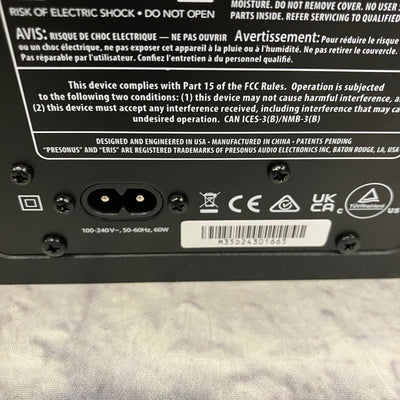 RISK OF ELECTRIC SHOCK • DO NOT OPEN
MOISTURE. DO NOT REMOVE COVER. NO USER S
PARTS INSIDE. REFER SERVICING TO QUALIFIED
AVIS: RISQUE DE CHOC ELECTRIQUE — NE PAS OUVRIR
ou un choc électrique, ne pas exposer cet appareil à la pluie ou à l'humidité.
Pas réparable par l'utilisateur. Confiez l'entretien à du personnel qualifié.
Avertissement: Pour réduire le risque
Ne pas retirer le couvercle.
This device complies with Part 15 of the FCC Rules. Operation is subjected
to the following two conditions: (1) this device may not cause harmful interference, a
(2) this device must accept any interference received, including interference that may ca
undesired operation. CAN ICES-3(B)/NMB-3(B)
DESIGNED AND ENGINEERED IN USA • MANUFACTURED IN CHINA • PATENTS PENDING
"PRESONUS" AND "ERIS" ARE REGISTERED TRADEMARKS OF PRESONUS AUDIO ELECTRONICS INC, BATON ROUGE, LA, USA
100-240V~, 50-60Hz, 60W
CE
UK
CA
c
TÜVRheinland
US
M35024301665